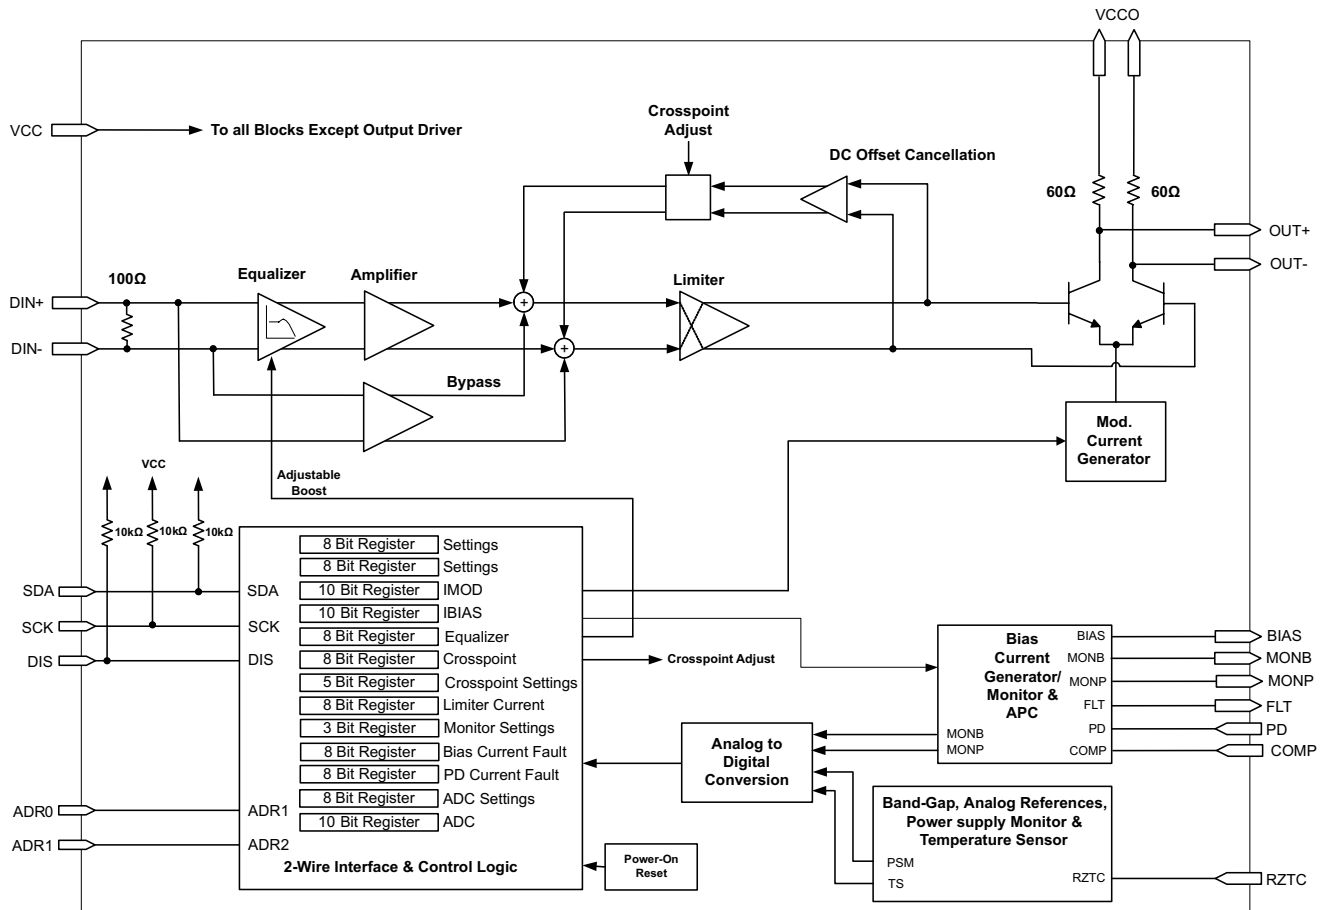 VCCO
VCC
To all Blocks Except Output Driver
Crosspoint
Adjust
DC Offset Cancellation
60Ω
60Ω
OUT+
OUT-
100Ω
Equalizer
Amplifier
Limiter
DIN+
DIN-
+
+
Bypass
Mod.
Current
Generator
Adjustable
Boost
VCC
10kΩ
10kΩ
10kΩ
SDA
SCK
DIS
ADR0
ADR1
SDA
SCK
DIS
ADR1
ADR2
8 Bit Register Settings
8 Bit Register Settings
10 Bit Register IMOD
10 Bit Register IBIAS
8 Bit Register Equalizer
8 Bit Register Crosspoint
5 Bit Register Crosspoint Settings
8 Bit Register Limiter Current
3 Bit Register Monitor Settings
8 Bit Register Bias Current Fault
8 Bit Register PD Current Fault
8 Bit Register ADC Settings
10 Bit Register ADC
2-Wire Interface & Control Logic
Crosspoint Adjust
Power-On
Reset
Analog to
Digital
Conversion
Bias
Current
Generator/
Monitor &
APC
BIAS
MONB
MONP
FLT
PD
COMP
MONB
MONP
BIAS
MONB
MONP
FLT
PD
COMP
Band-Gap, Analog References,
Power supply Monitor &
Temperature Sensor
PSM
TS
RZTC
RZTC